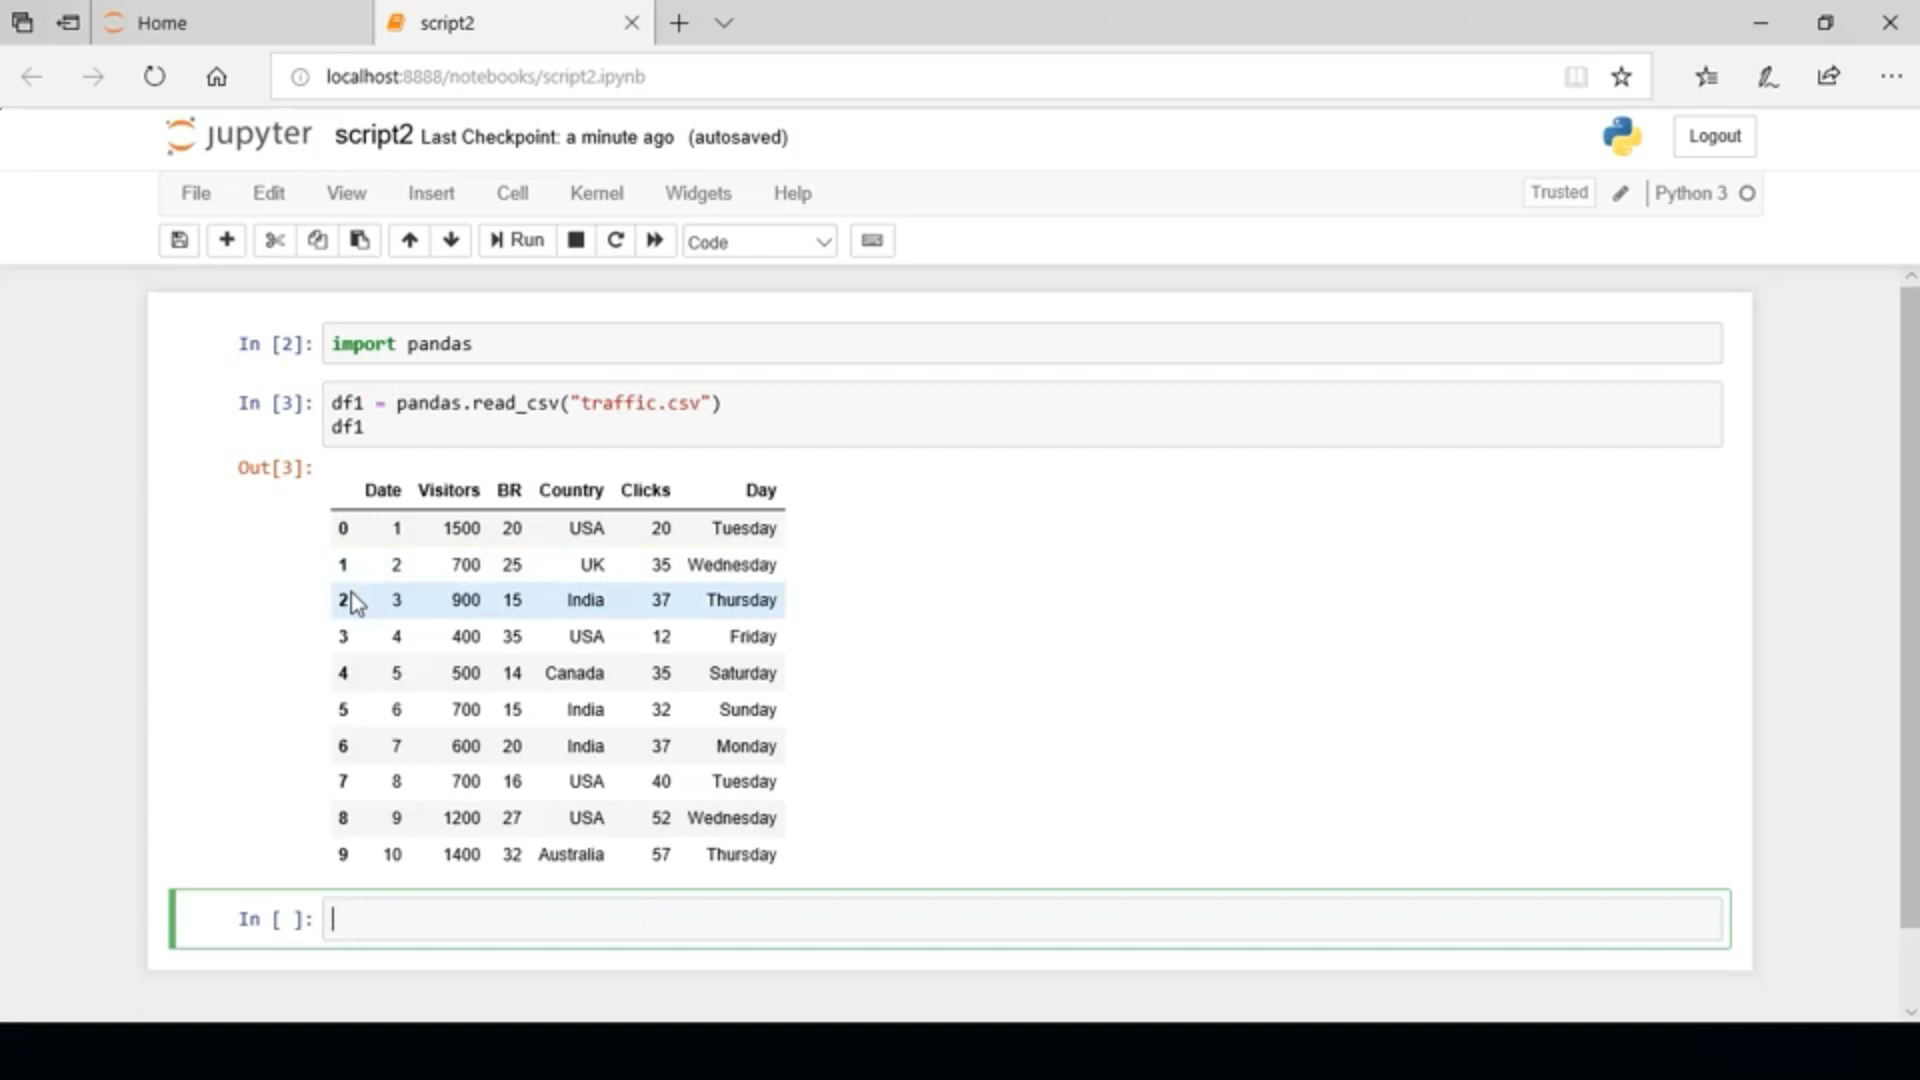 Home
script2
localhost:8888/notebooks/script2.ipynb
jupyter script2 Last Checkpoint: a minute ago (autosaved)
Logout
File Edit View Insert Cell Kernel Widgets Help
Trusted Python 3
Run Code
In [2]: import pandas
In [3]: df1 = pandas.read_csv("traffic.csv")
df1
Out[3]:
Date Visitors BR Country Clicks Day
0 1 1500 20 USA 20 Tuesday
1 2 700 25 UK 35 Wednesday
2 3 900 15 India 37 Thursday
3 4 400 35 USA 12 Friday
4 5 500 14 Canada 35 Saturday
5 6 700 15 India 32 Sunday
6 7 600 20 India 37 Monday
7 8 700 16 USA 40 Tuesday
8 9 1200 27 USA 52 Wednesday
9 10 1400 32 Australia 57 Thursday
In [ ]: